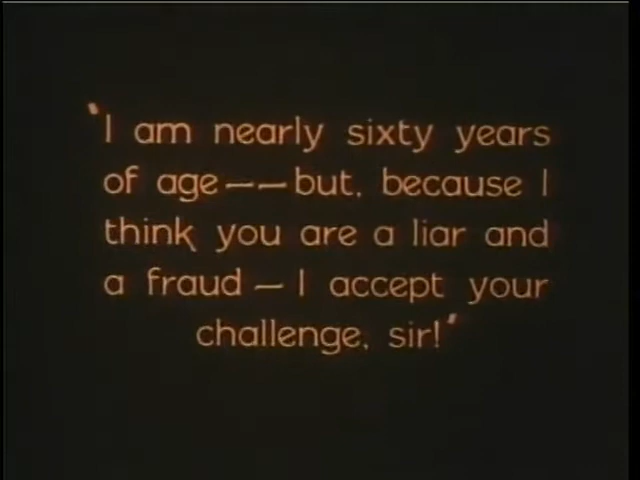 "I am nearly sixty years
of age——but, because I
think you are a liar and
a fraud — I accept your
challenge, sir!"